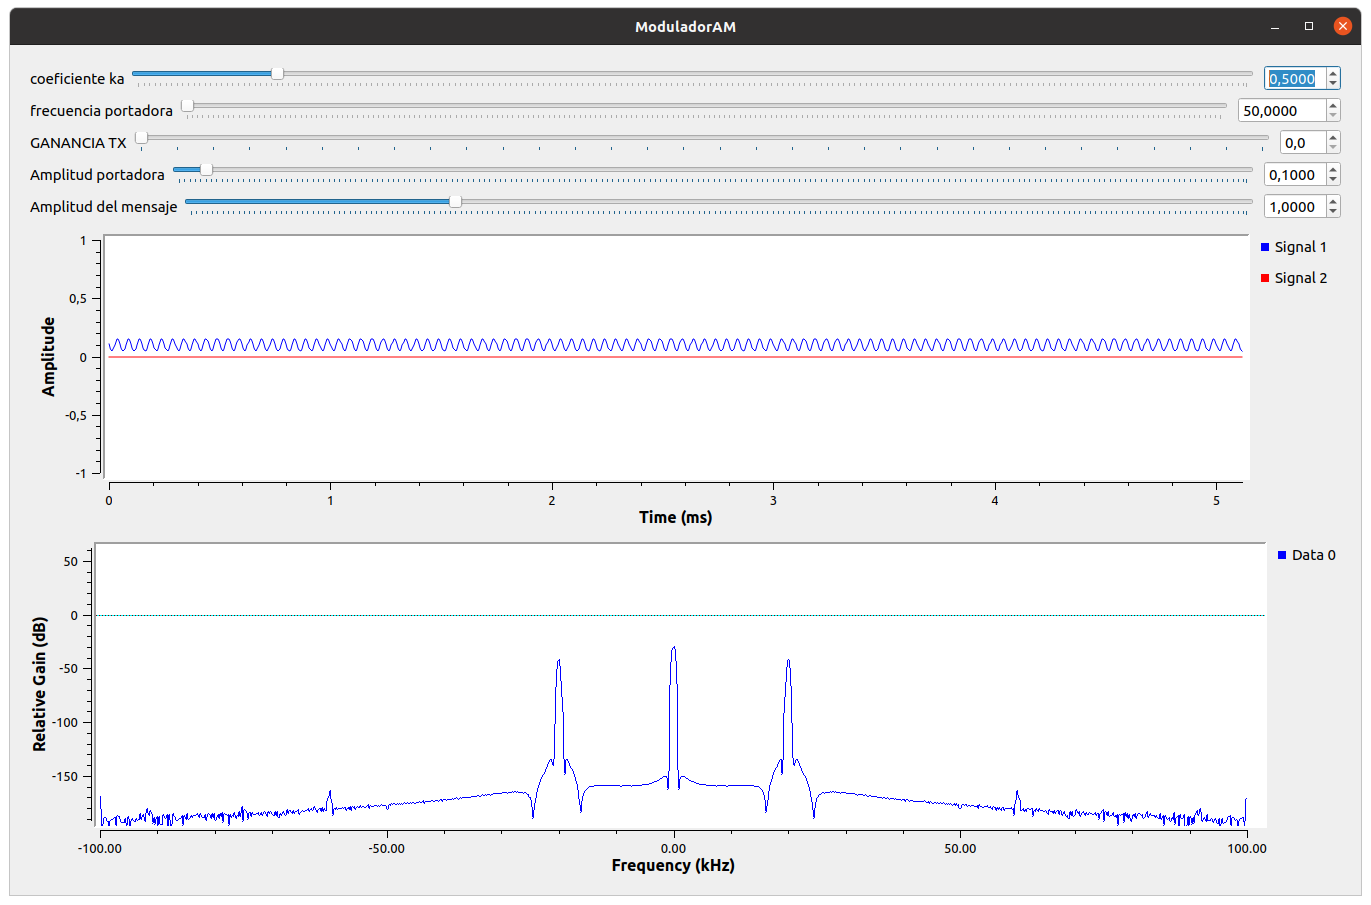 ModuladorAM
coeficiente ka 0,5000
frecuencia portadora 50,0000
GANANCIA TX 0,0
Amplitud portadora 0,1000
Amplitud del mensaje 1,0000
1
0,5
0
-0,5
-1
Amplitude
Signal 1
Signal 2
0 1 2 3 4 5
Time (ms)
50
0
-50
-100
-150
Relative Gain (dB)
Data 0
-100.00 -50.00 0.00 50.00 100.00
Frequency (kHz)